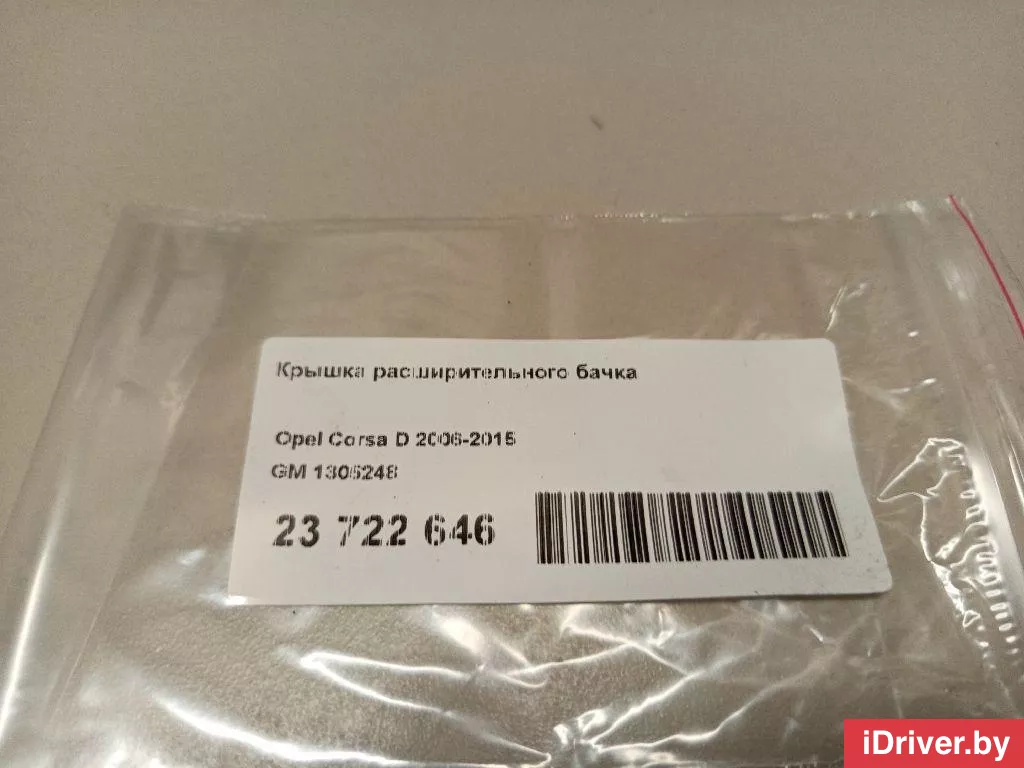 Крышка расширительного бачка
Opel Corsa D 2006-2015
GM 1305248
23 722 646
iDriver.by